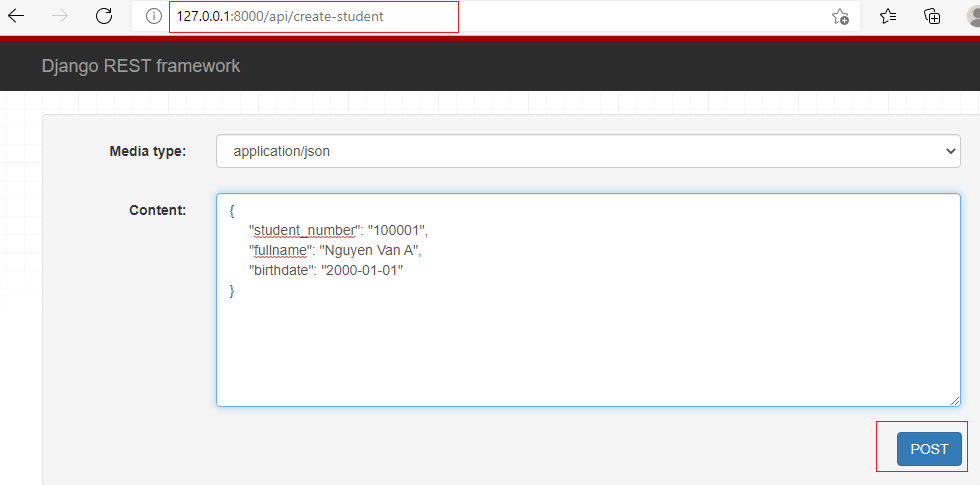 127.0.0.1:8000/api/create-student
Django REST framework
Media type: application/json
Content:
{
"student_number": "100001",
"fullname": "Nguyen Van A",
"birthdate": "2000-01-01"
}
POST